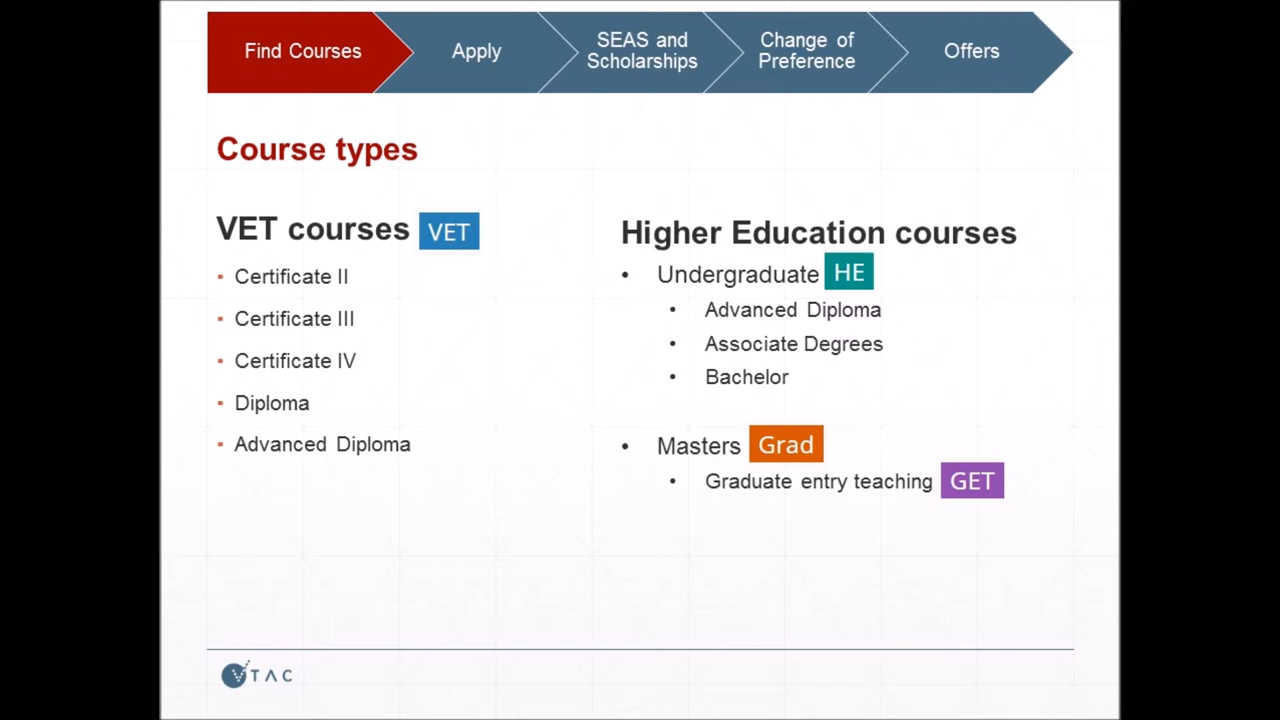 Find Courses
Apply
SEAS and
Scholarships
Change of
Preference
Offers
Course types
VET courses VET
Certificate II
Certificate III
Certificate IV
Diploma
Advanced Diploma
Higher Education courses
Undergraduate HE
Advanced Diploma
Associate Degrees
Bachelor
Masters Grad
Graduate entry teaching GET
VTAC